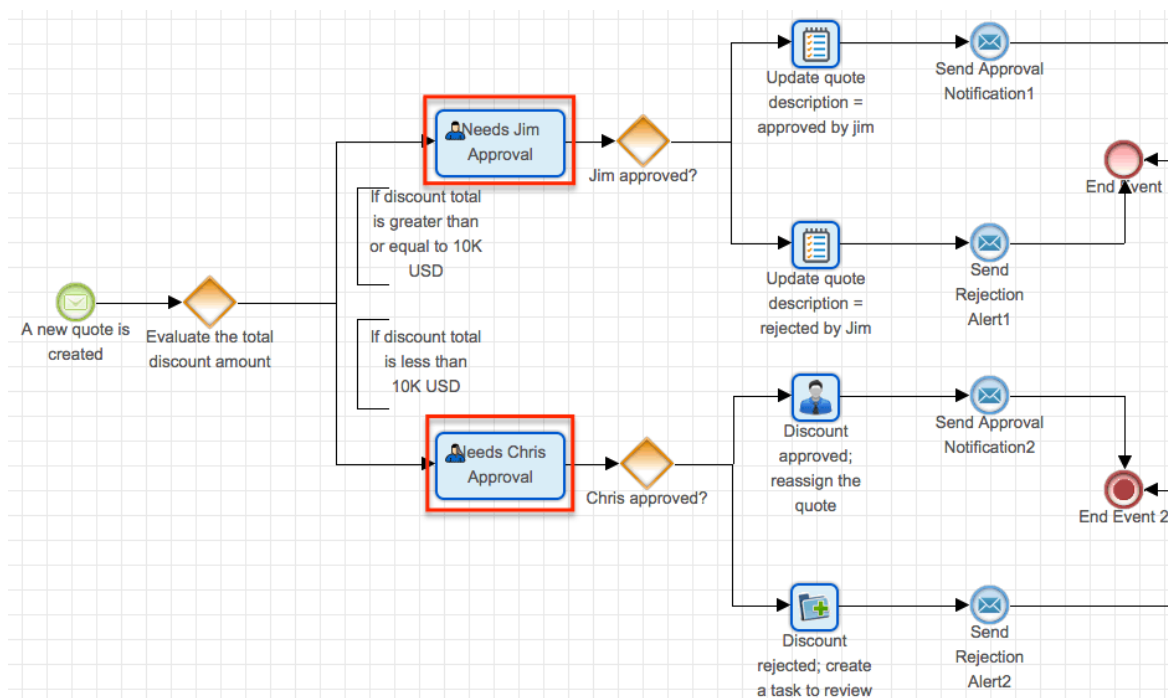 Update quote
description =
approved by jim
Send Approval
Notification1
Needs Jim
Approval
Jim approved?
End Event
If discount total
is greater than
or equal to 10K
USD
Update quote
description =
rejected by Jim
Send
Rejection
Alert1
A new quote is
created
Evaluate the total
discount amount
If discount total
is less than
10K USD
Needs Chris
Approval
Chris approved?
Discount
approved;
reassign the
quote
Send Approval
Notification2
End Event 2
Discount
rejected; create
a task to review
Send
Rejection
Alert2